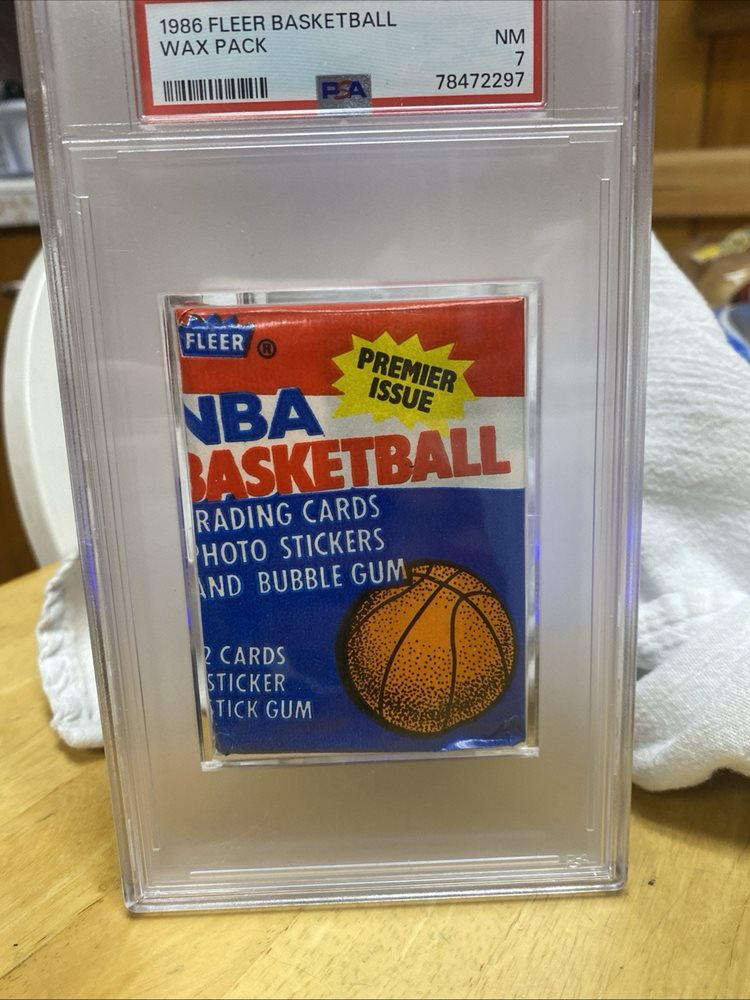 1986 FLEER BASKETBALL
WAX PACK
NM
7
PSA
78472297
FLEER ®
PREMIER
ISSUE
NBA
BASKETBALL
RADING CARDS
PHOTO STICKERS
AND BUBBLE GUM
2 CARDS
STICKER
STICK GUM